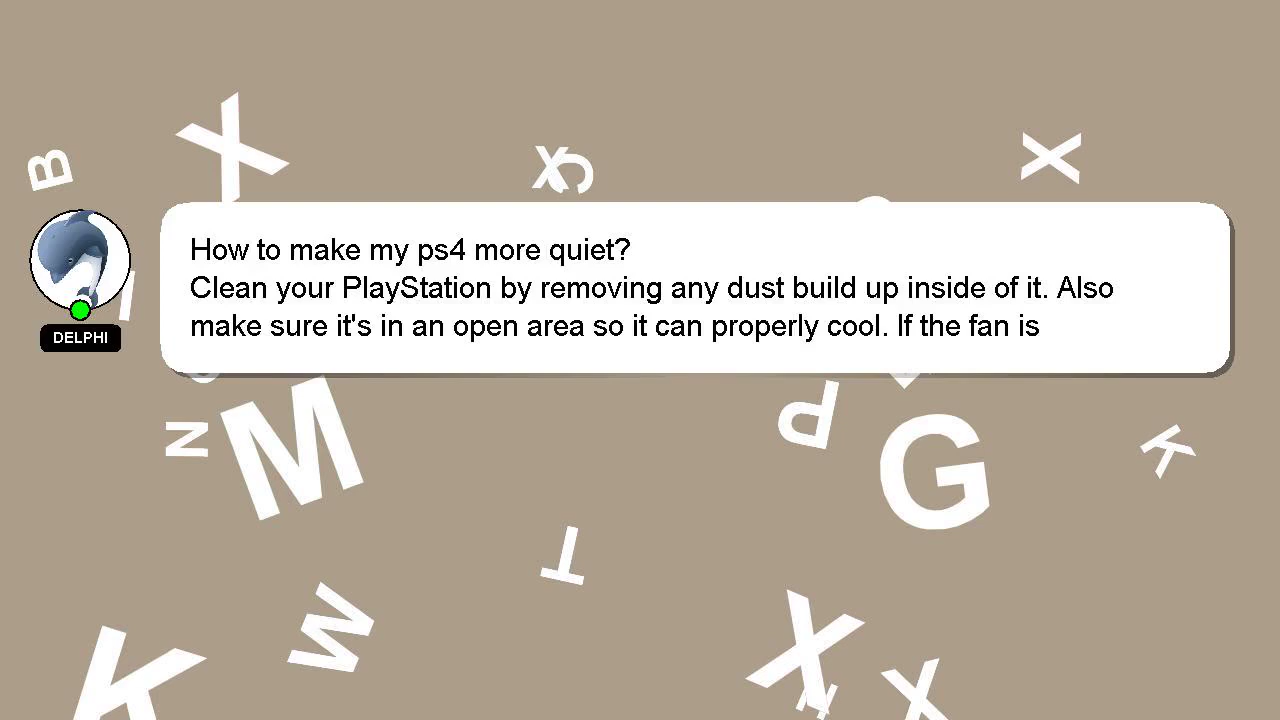 B
X
X
C
X
How to make my ps4 more quiet?
Clean your PlayStation by removing any dust build up inside of it. Also
make sure it's in an open area so it can properly cool. If the fan is
I
DELPHI
N
M
P
G
K
T
W
K
X
X